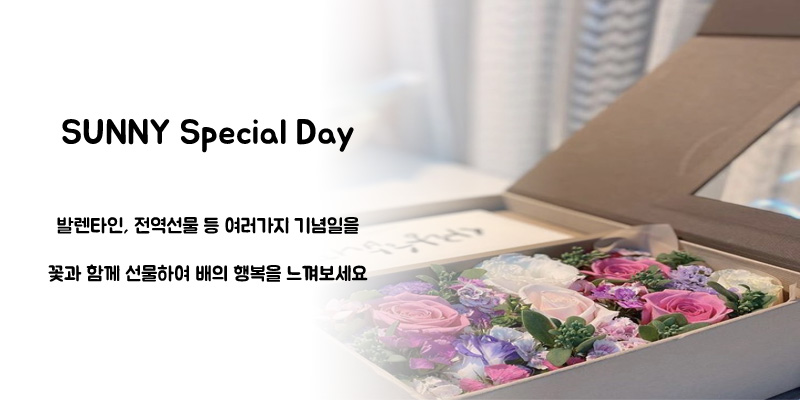 SUNNY Special Day
발렌타인, 전역선물 등 여러가지 기념일을
꽃과 함께 선물하여 배의 행복을 느껴보세요